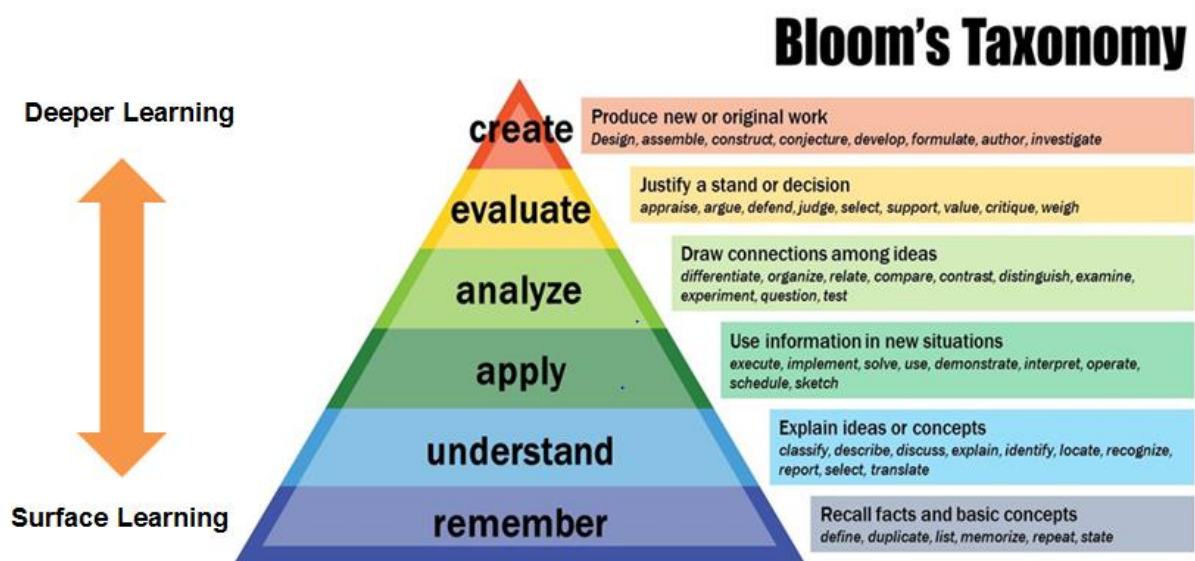 Bloom's Taxonomy
Deeper Learning
create
Produce new or original work
Design, assemble, construct, conjecture, develop, formulate, author, investigate
evaluate
Justify a stand or decision
appraise, argue, defend, judge, select, support, value, critique, weigh
analyze
Draw connections among ideas
differentiate, organize, relate, compare, contrast, distinguish, examine,
experiment, question, test
apply
Use information in new situations
execute, implement, solve, use, demonstrate, interpret, operate,
schedule, sketch
understand
Explain ideas or concepts
classify, describe, discuss, explain, identify, locate, recognize,
report, select, translate
Surface Learning
remember
Recall facts and basic concepts
define, duplicate, list, memorize, repeat, state